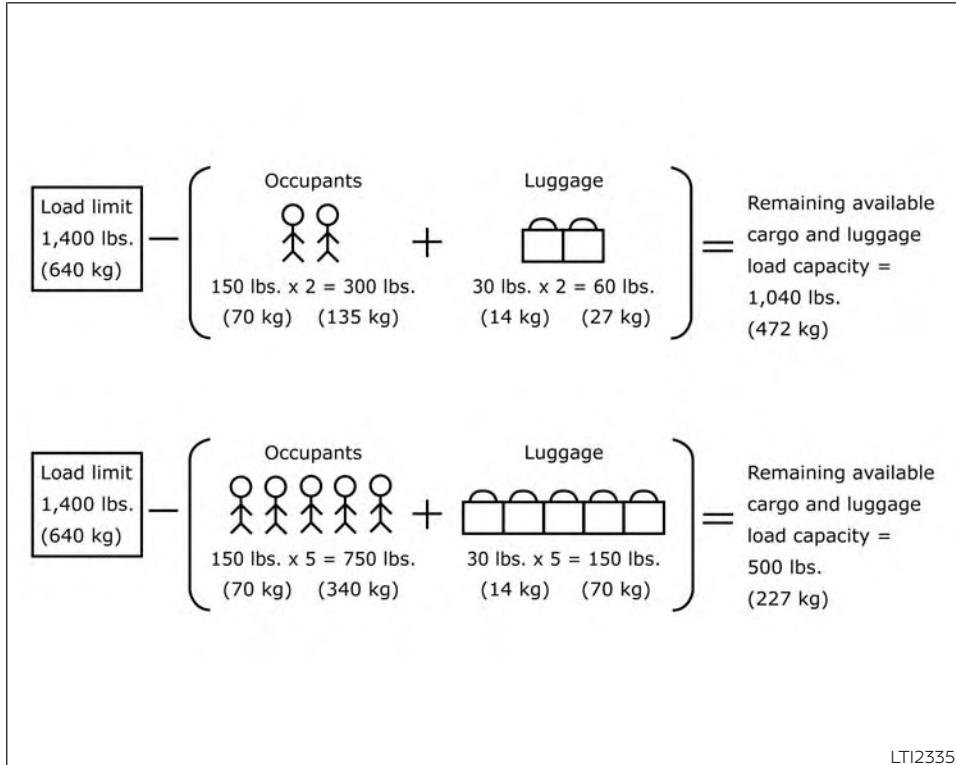 Load limit
1,400 lbs.
(640 kg)
Occupants
150 lbs. x 2 = 300 lbs.
(70 kg) (135 kg)
Luggage
30 lbs. x 2 = 60 lbs.
(14 kg) (27 kg)
Remaining available
cargo and luggage
load capacity =
1,040 lbs.
(472 kg)
Load limit
1,400 lbs.
(640 kg)
Occupants
150 lbs. x 5 = 750 lbs.
(70 kg) (340 kg)
Luggage
30 lbs. x 5 = 150 lbs.
(14 kg) (70 kg)
Remaining available
cargo and luggage
load capacity =
500 lbs.
(227 kg)
LTI2335